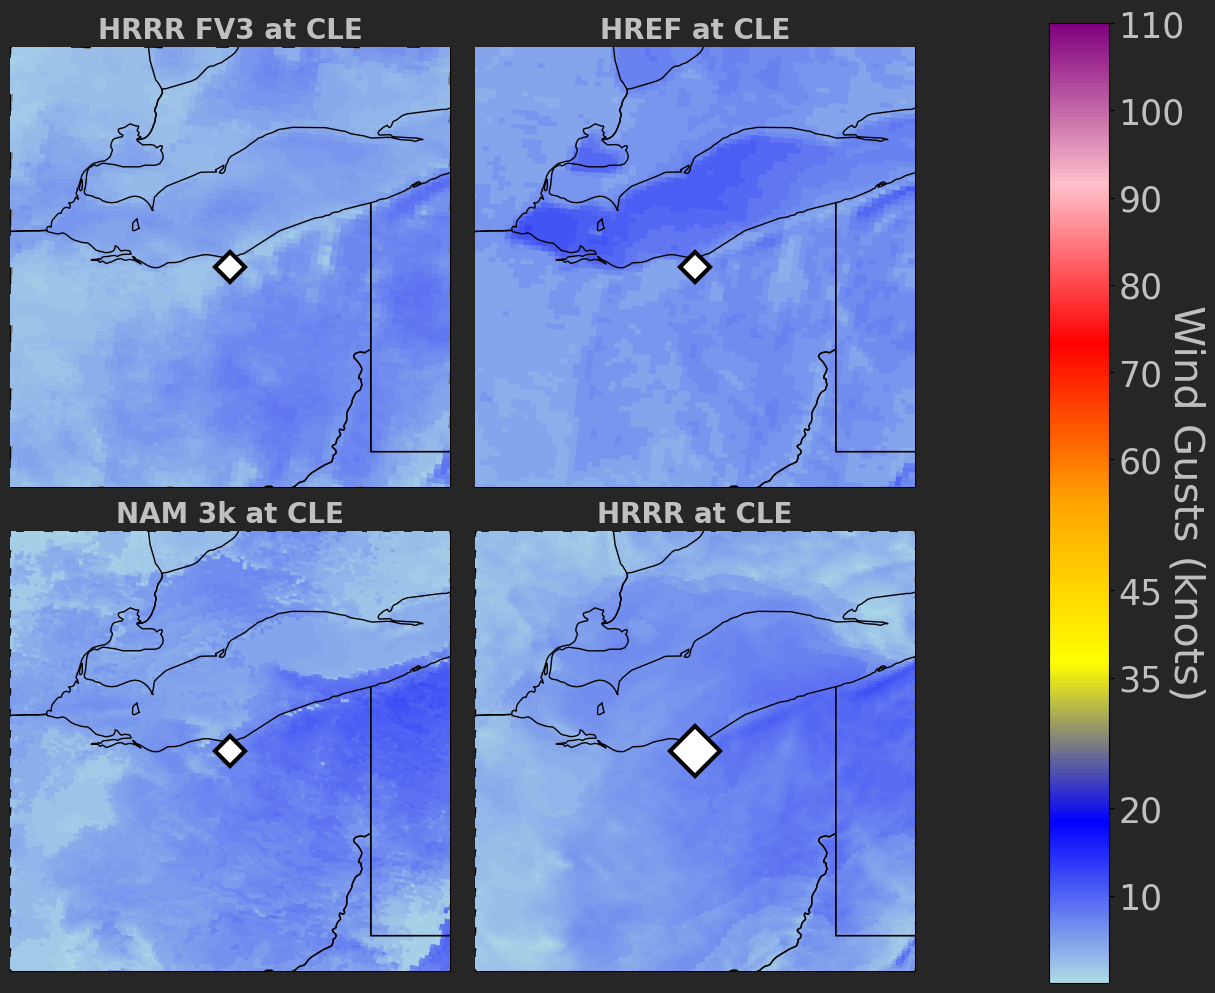 HRRR FV3 at CLE
HREF at CLE
NAM 3k at CLE
HRRR at CLE
110
100
90
80
70
60
45
35
20
10
Wind Gusts (knots)